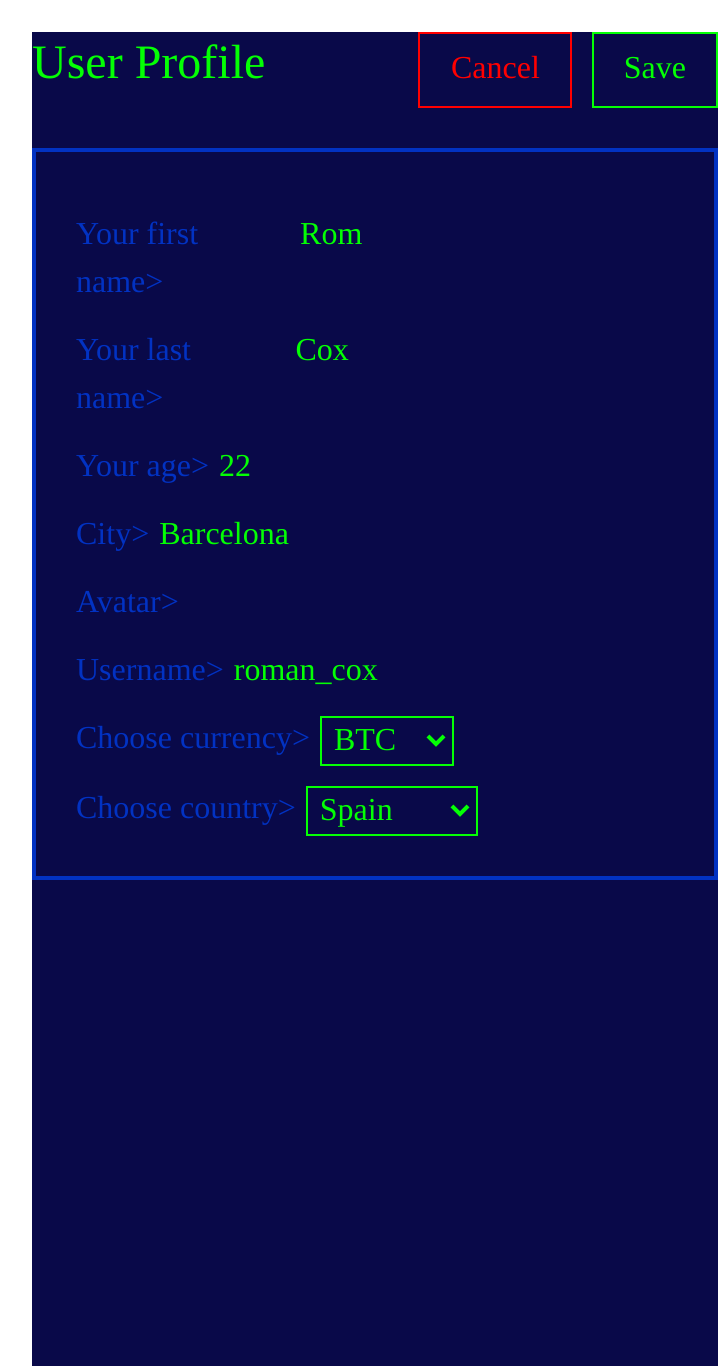 User Profile Cancel Save
Your first Rom
name>
Your last Cox
name>
Your age> 22
City> Barcelona
Avatar>
Username> roman_cox
Choose currency> BTC
Choose country> Spain